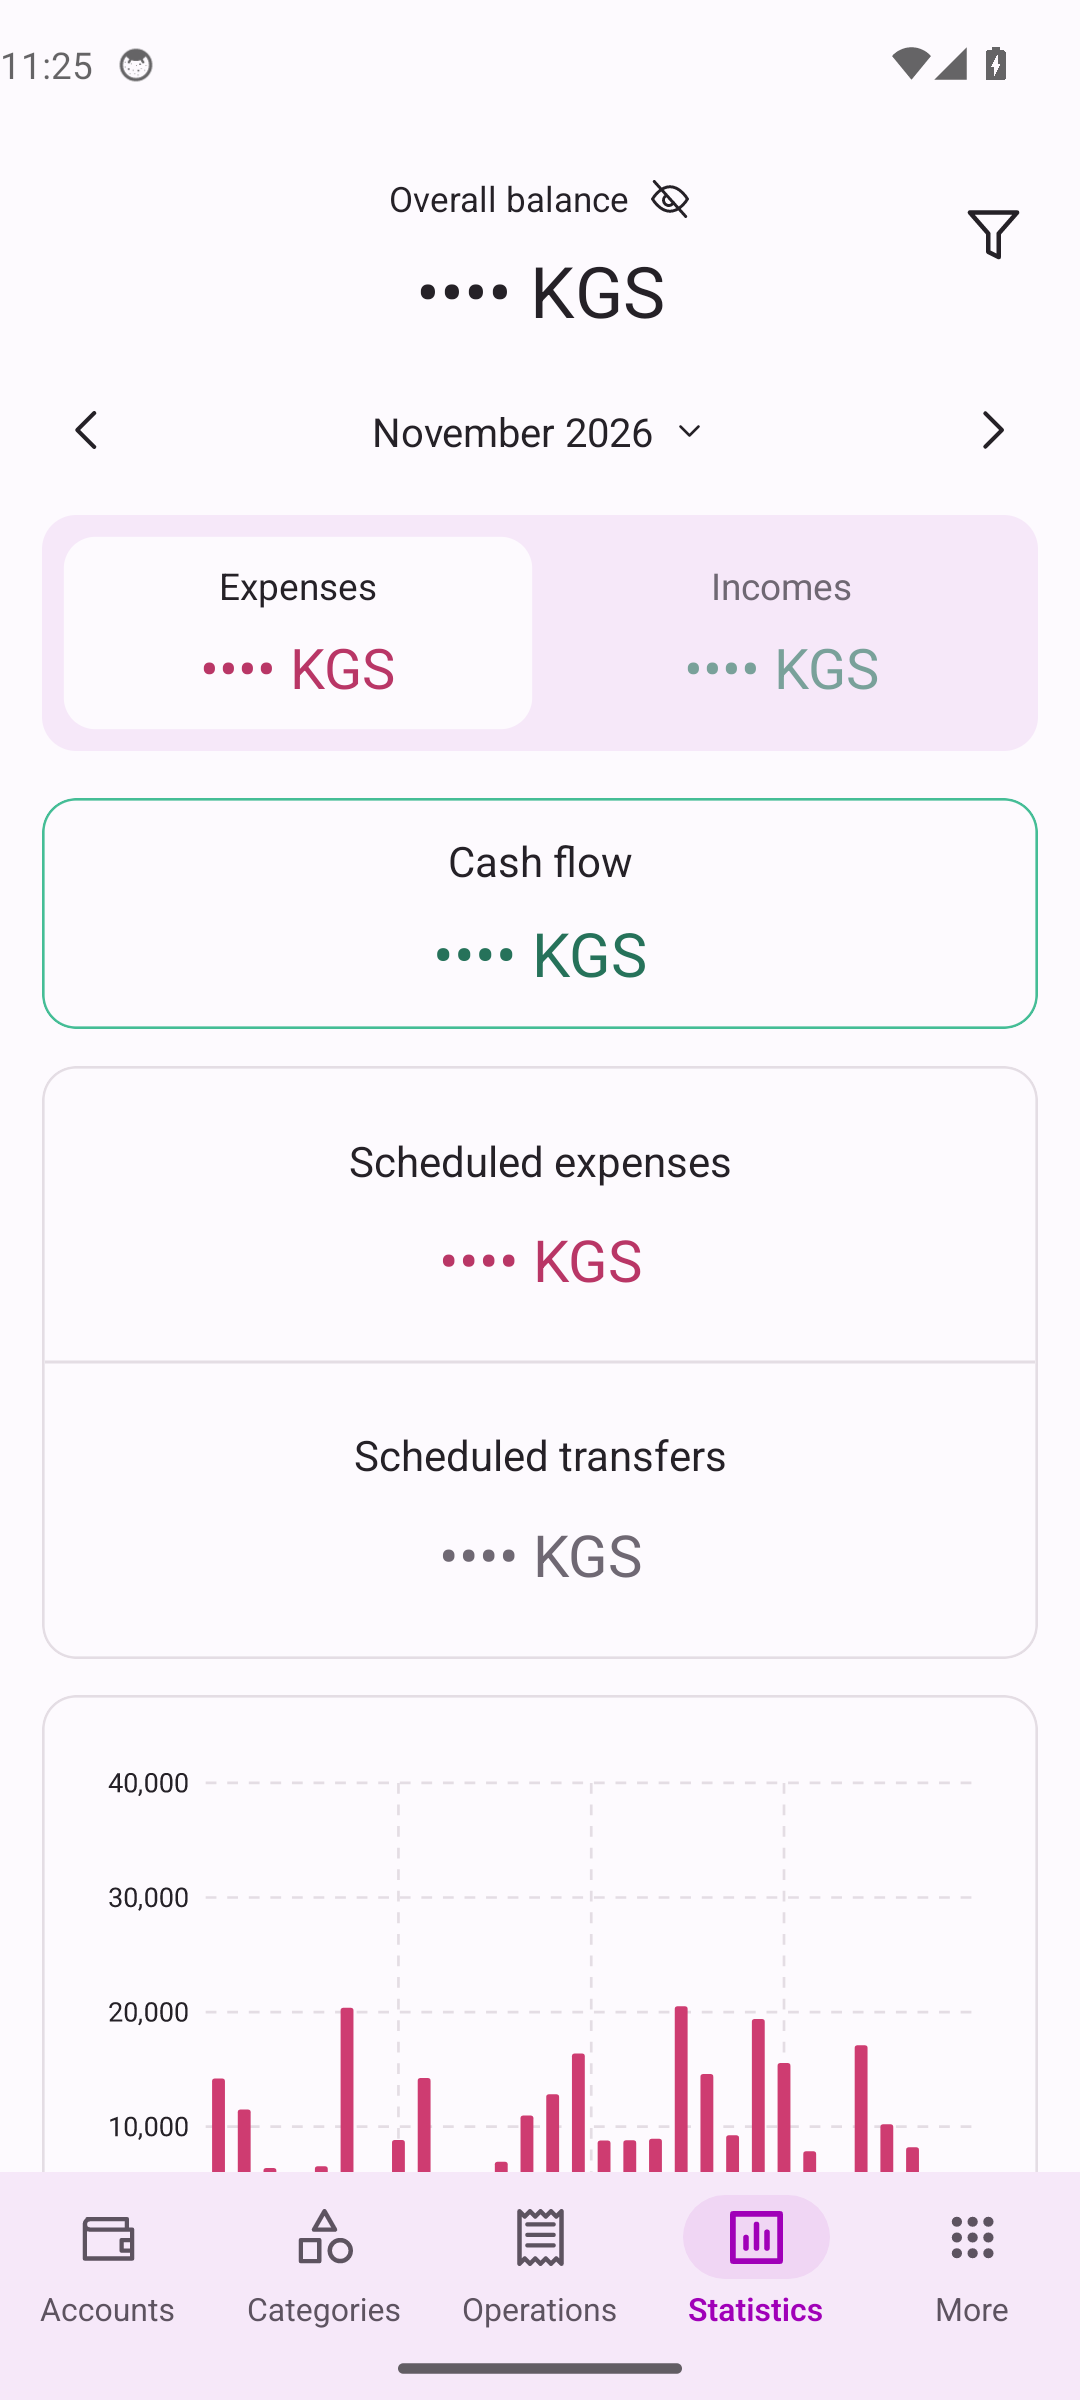 11:25
Overall balance
•••• KGS
November 2026
Expenses
•••• KGS
Incomes
•••• KGS
Cash flow
•••• KGS
Scheduled expenses
•••• KGS
Scheduled transfers
•••• KGS
40,000
30,000
20,000
10,000
Accounts
Categories
Operations
Statistics
More